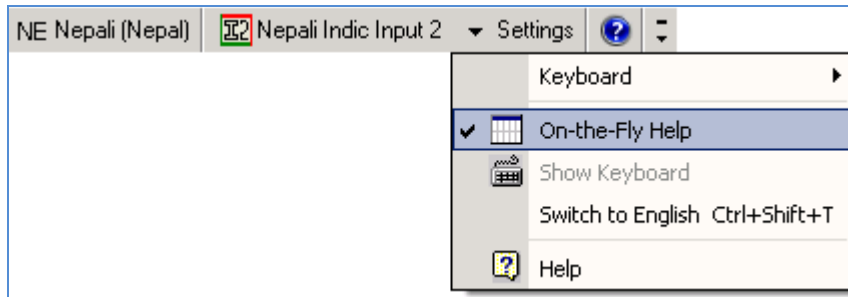 NE Nepali (Nepal) Nepali Indic Input 2 Settings
Keyboard
On-the-Fly Help
Show Keyboard
Switch to English Ctrl+Shift+T
Help